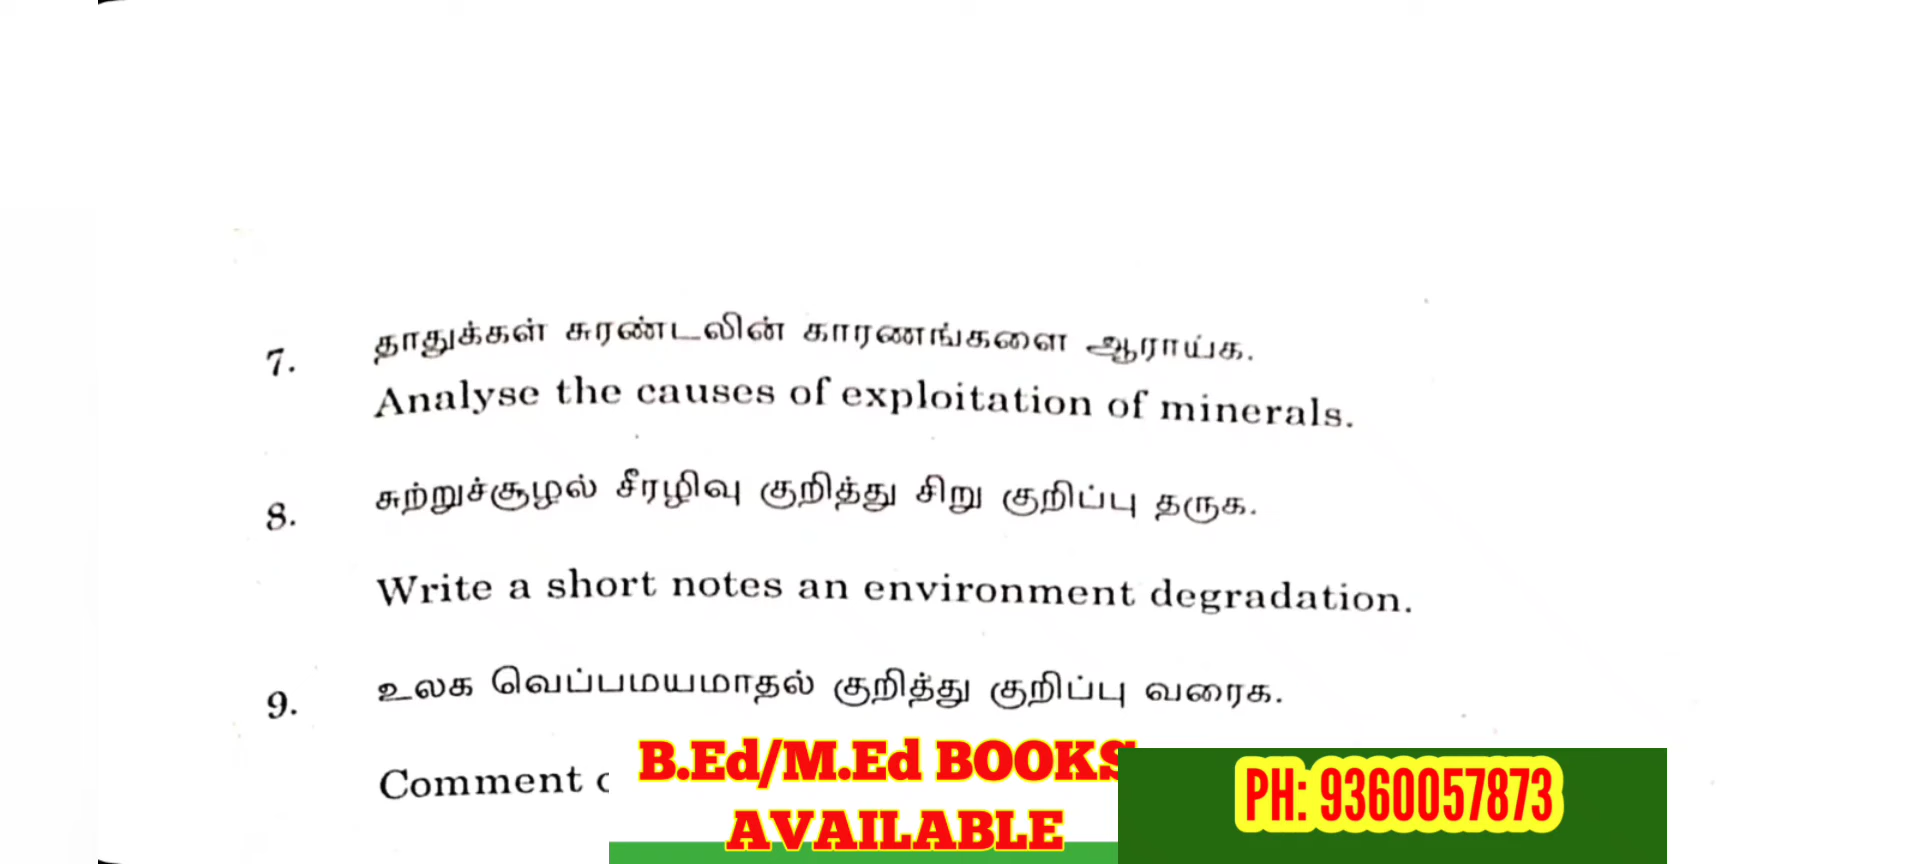 7. தாதுக்கள் சுரண்டலின் காரணங்களை ஆராய்க.
Analyse the causes of exploitation of minerals.
8. சுற்றுச்சூழல் சீரழிவு குறித்து சிறு குறிப்பு தருக.
Write a short notes an environment degradation.
9. உலக வெப்பமயமாதல் குறித்து குறிப்பு வரைக.
Comment
B.Ed/M.Ed BOOKS
AVAILABLE
PH: 9360057873